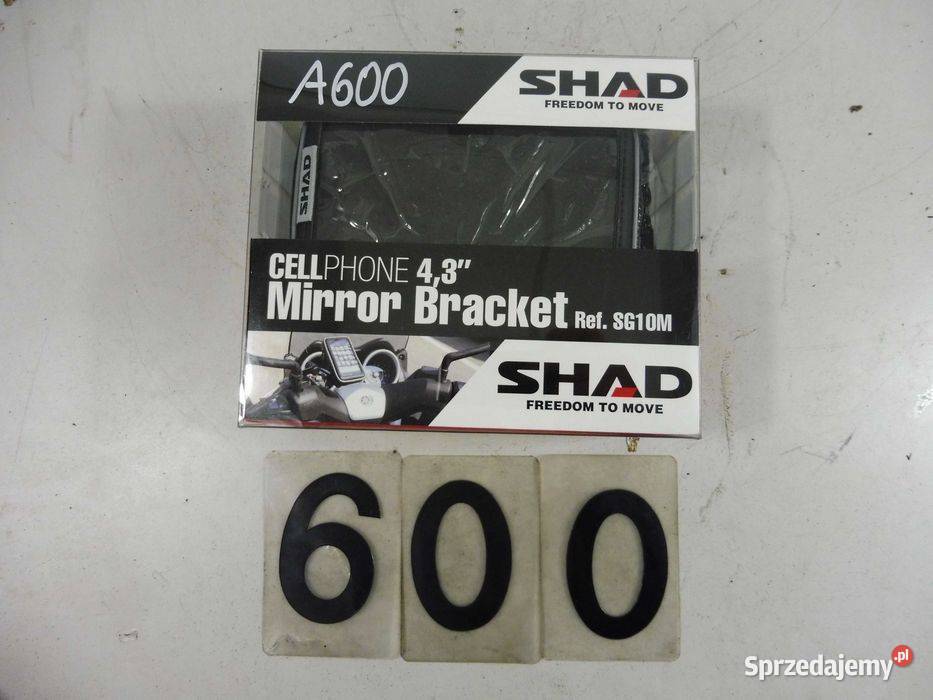 A600
SHAD
FREEDOM TO MOVE
SHAD
CELLPHONE 4,3"
Mirror Bracket Ref. SG10M
SHAD
FREEDOM TO MOVE
600
Sprzedajemy.pl